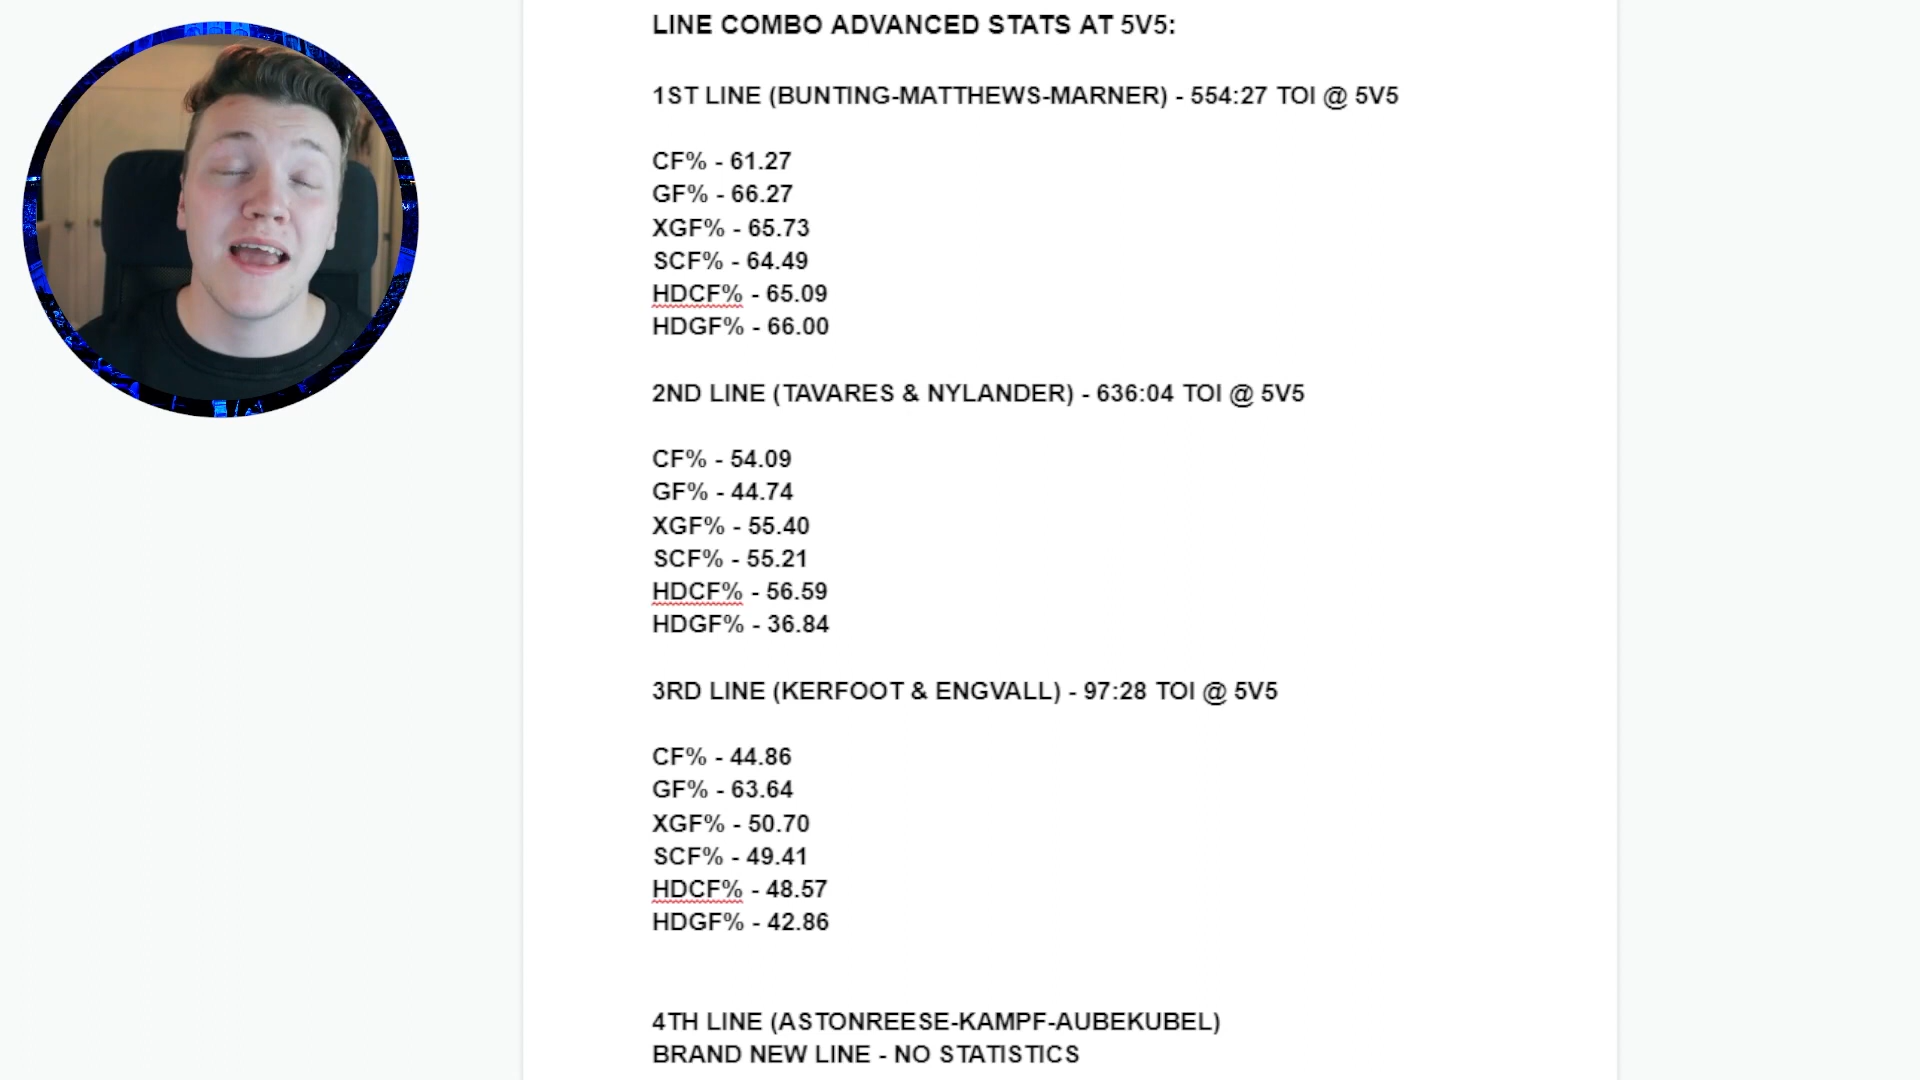 LINE COMBO ADVANCED STATS AT 5V5:
1ST LINE (BUNTING-MATTHEWS-MARNER) - 554:27 TOI @ 5V5
CF% - 61.27
GF% - 66.27
XGF% - 65.73
SCF% - 64.49
HDCF% - 65.09
HDGF% - 66.00
2ND LINE (TAVARES & NYLANDER) - 636:04 TOI @ 5V5
CF% - 54.09
GF% - 44.74
XGF% - 55.40
SCF% - 55.21
HDCF% - 56.59
HDGF% - 36.84
3RD LINE (KERFOOT & ENGVALL) - 97:28 TOI @ 5V5
CF% - 44.86
GF% - 63.64
XGF% - 50.70
SCF% - 49.41
HDCF% - 48.57
HDGF% - 42.86
4TH LINE (ASTONREESE-KAMPF-AUBEKUBEL)
BRAND NEW LINE - NO STATISTICS